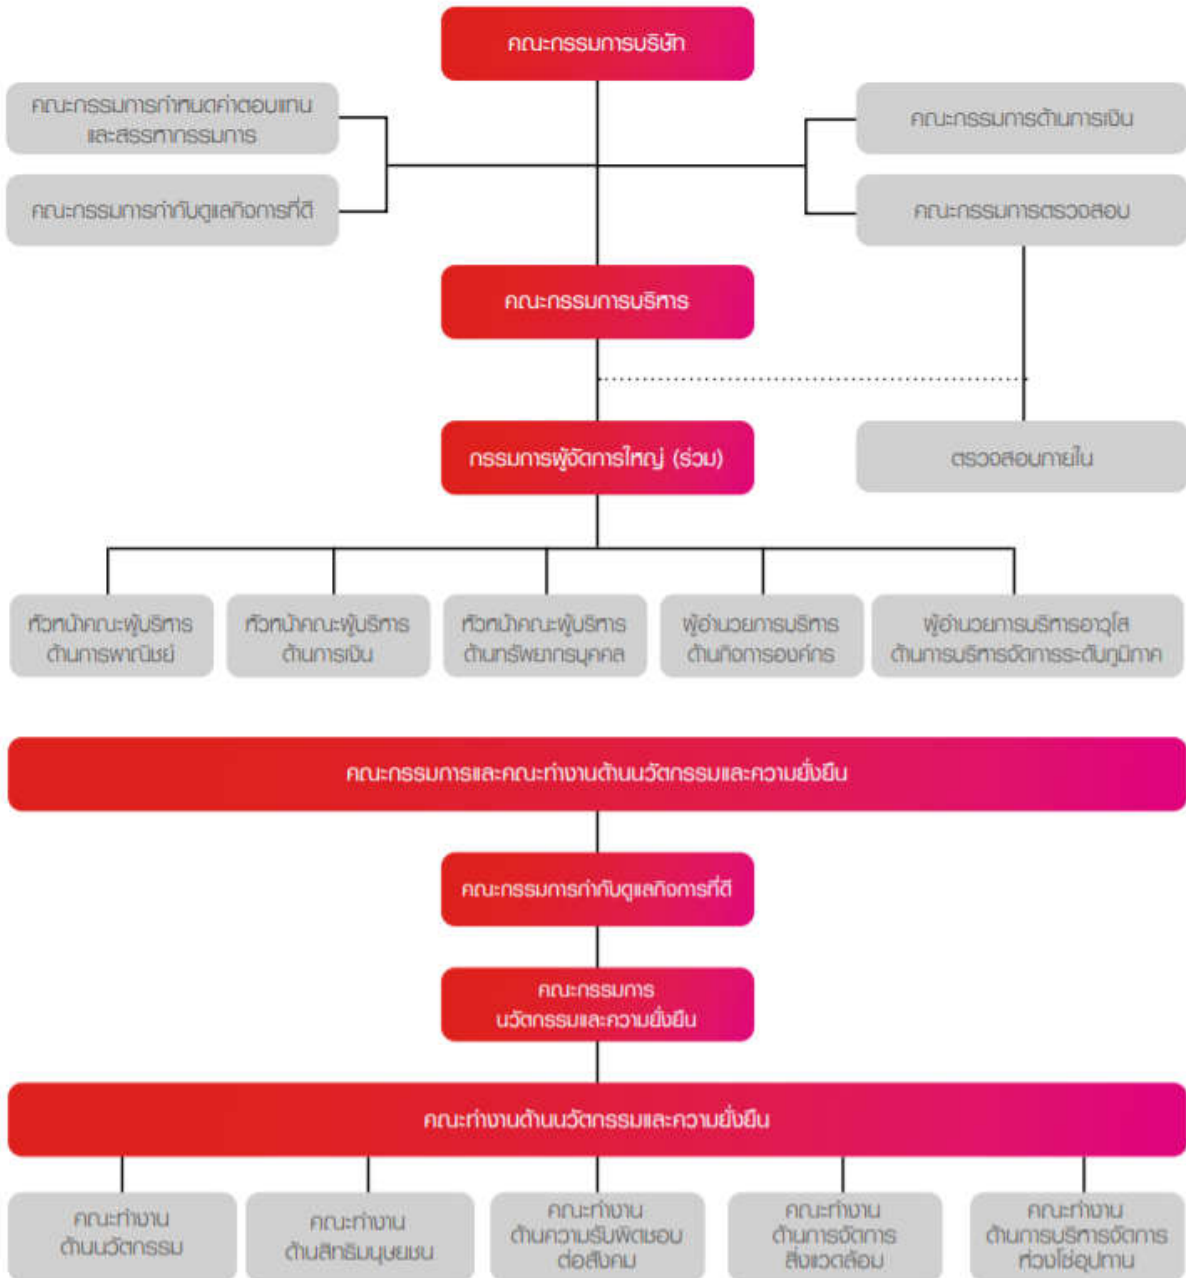 คณะกรรมการบริษัท
คณะกรรมการกำหนดค่าตอบแทน
และสรรหากรรมการ
คณะกรรมการด้านการเงิน
คณะกรรมการกำกับดูแลกิจการที่ดี
คณะกรรมการตรวจสอบ
คณะกรรมการบริหาร
กรรมการผู้จัดการใหญ่ (ร่วม)
ตรวจสอบภายใน
หัวหน้าคณะผู้บริหาร
ด้านการพาณิชย์
หัวหน้าคณะผู้บริหาร
ด้านการเงิน
หัวหน้าคณะผู้บริหาร
ด้านทรัพยากรบุคคล
ผู้อำนวยการบริหาร
ด้านกิจการองค์กร
ผู้อำนวยการบริหารอาวุโส
ด้านการบริหารจัดการระดับภูมิภาค
คณะกรรมการและคณะทำงานด้านนวัตกรรมและความยั่งยืน
คณะกรรมการกำกับดูแลกิจการที่ดี
คณะกรรมการ
นวัตกรรมและความยั่งยืน
คณะทำงานด้านนวัตกรรมและความยั่งยืน
คณะทำงาน
ด้านนวัตกรรม
คณะทำงาน
ด้านสิทธิมนุษยชน
คณะทำงาน
ด้านความรับผิดชอบ
ต่อสังคม
คณะทำงาน
ด้านการจัดการ
สิ่งแวดล้อม
คณะทำงาน
ด้านการบริหารจัดการ
ห่วงโซ่อุปทาน